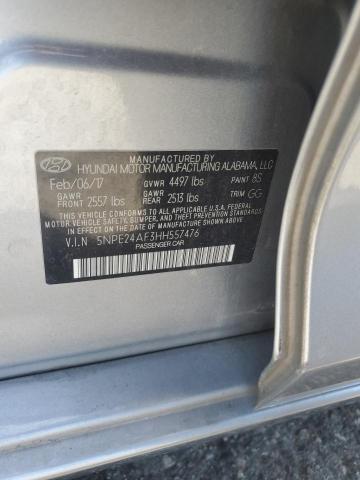 MANUFACTURED BY
HYUNDAI MOTOR MANUFACTURING ALABAMA, LLC
Feb/06/17 GVWR 4497 lbs PAINT 8S
GAWR FRONT 2557 lbs GAWR REAR 2513 lbs TRIM GG
THIS VEHICLE CONFORMS TO ALL APPLICABLE U.S. FEDERAL
MOTOR VEHICLE SAFETY, BUMPER, AND THEFT PREVENTION
STANDARDS IN EFFECT ON THE DATE OF MANUFACTURE SHOWN ABOVE.
V.I.N 5NPE24AF3HH557476
PASSENGER CAR